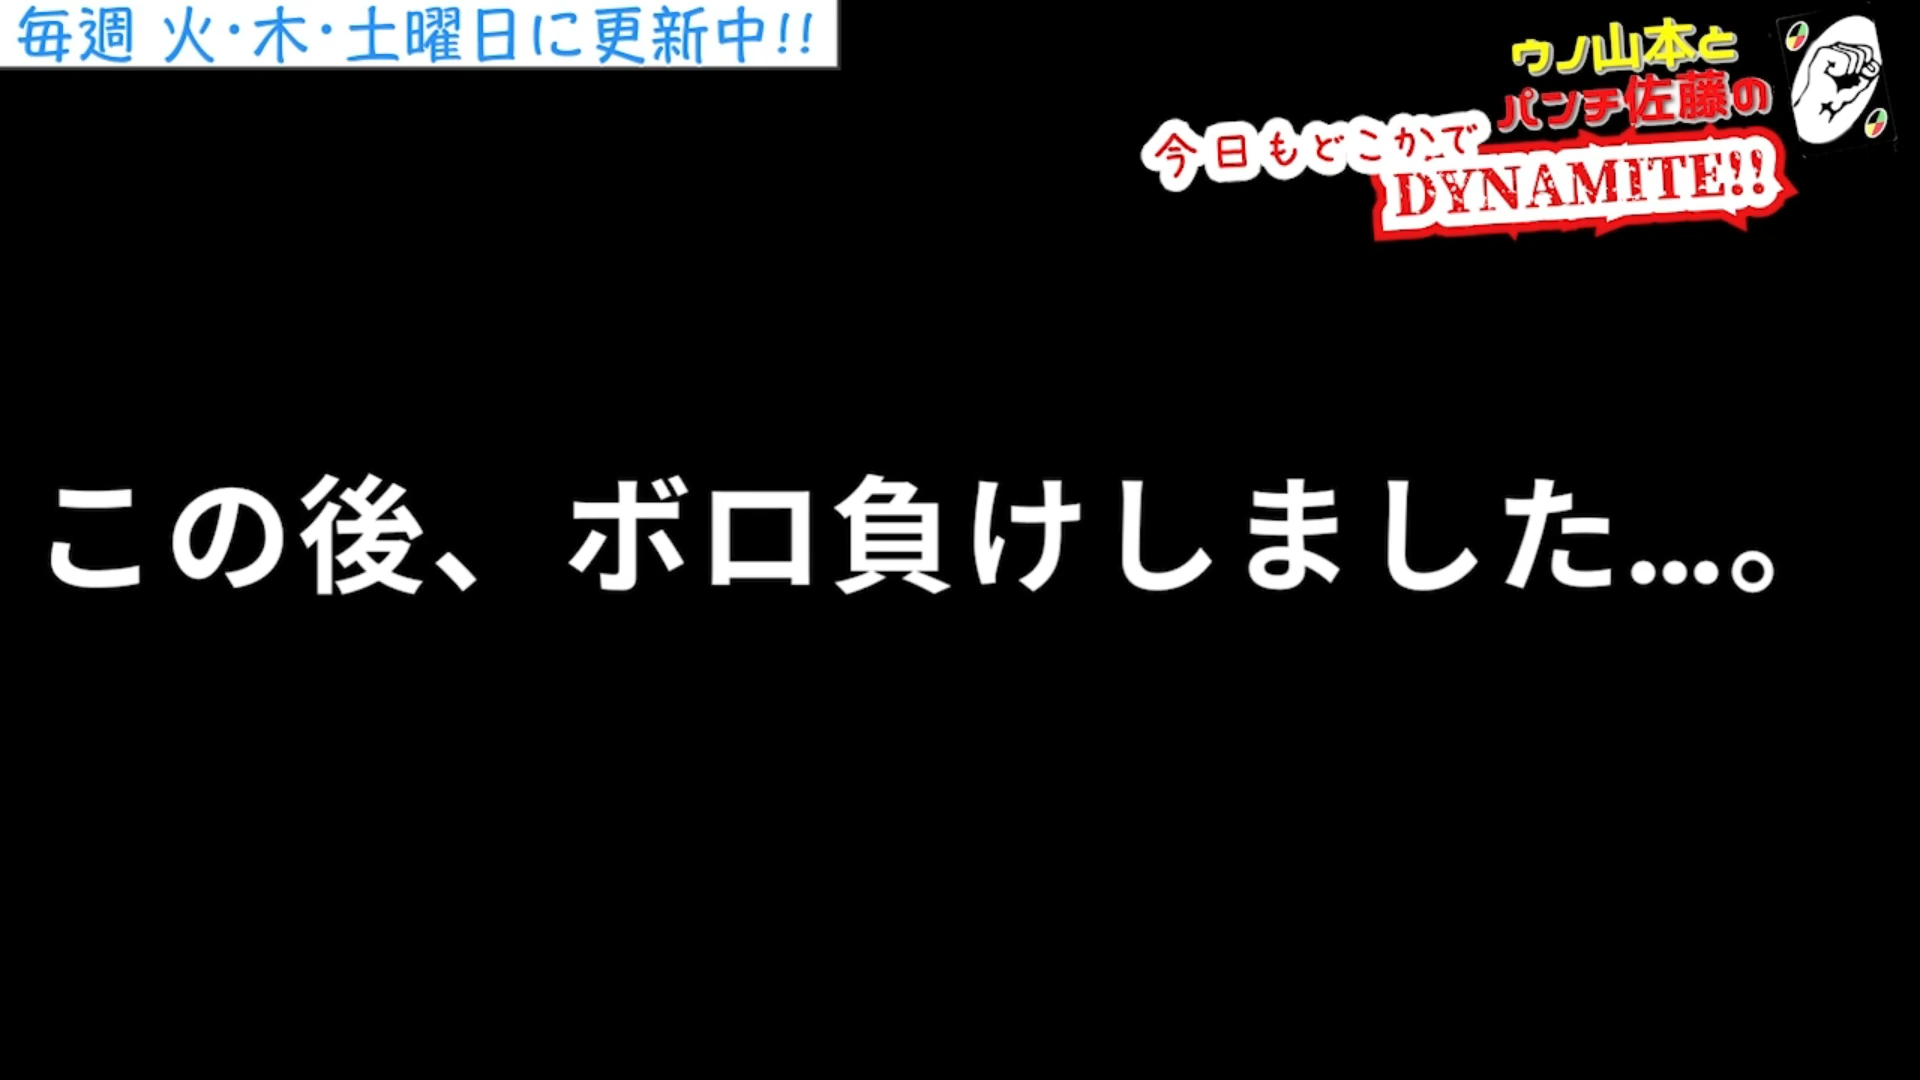 毎週 火・木・土曜日に更新中!!
ウノ山本と
パンチ佐藤の
今日もどこかで
DYNAMITE!!
この後、ボロ負けしました…。